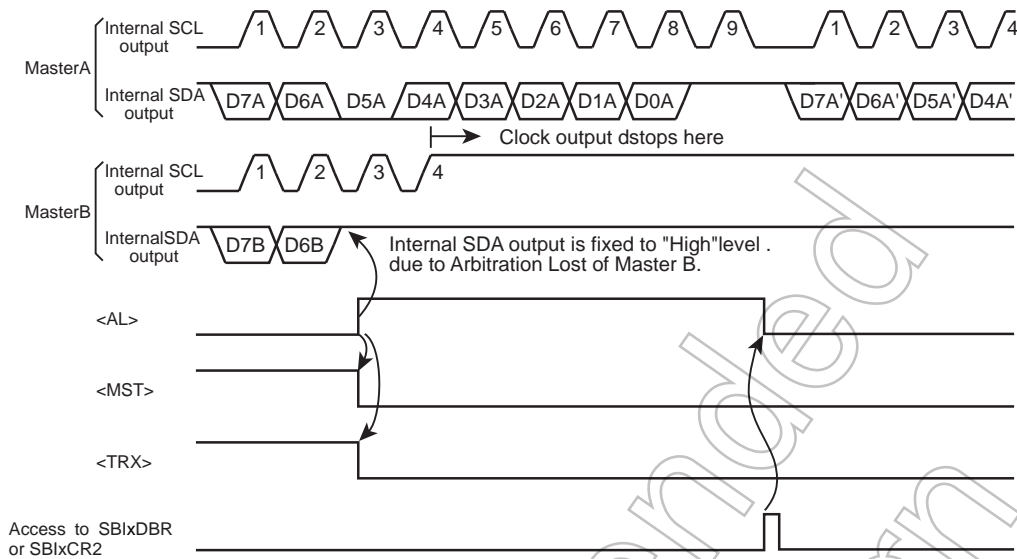 MasterA
Internal SCL
output
1 2 3 4 5 6 7 8 9 1 2 3 4
Internal SDA
output
D7A D6A D5A D4A D3A D2A D1A D0A D7A' D6A' D5A' D4A'
Clock output dstops here
MasterB
Internal SCL
output
1 2 3 4
InternalSDA
output
D7B D6B
Internal SDA output is fixed to "High"level .
due to Arbitration Lost of Master B.
<AL>
<MST>
<TRX>
Access to SBIxDBR
or SBIxCR2